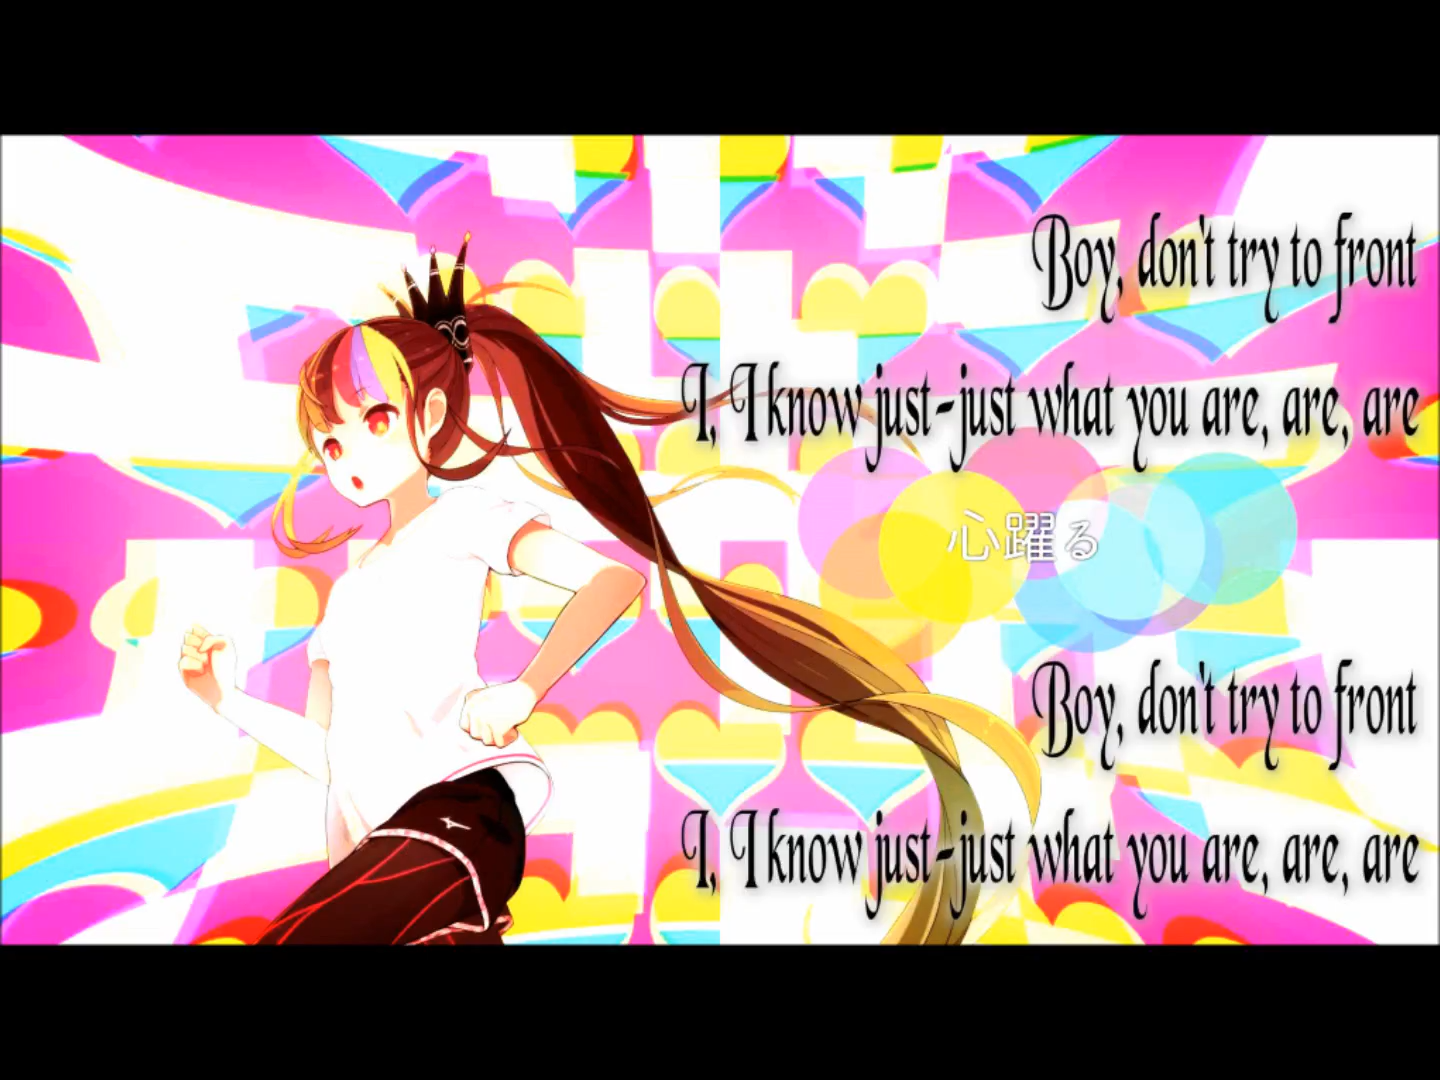 Boy, don't try to front
I, I know just-just what you are, are, are
心躍る
Boy, don't try to front
I, I know just-just what you are, are, are